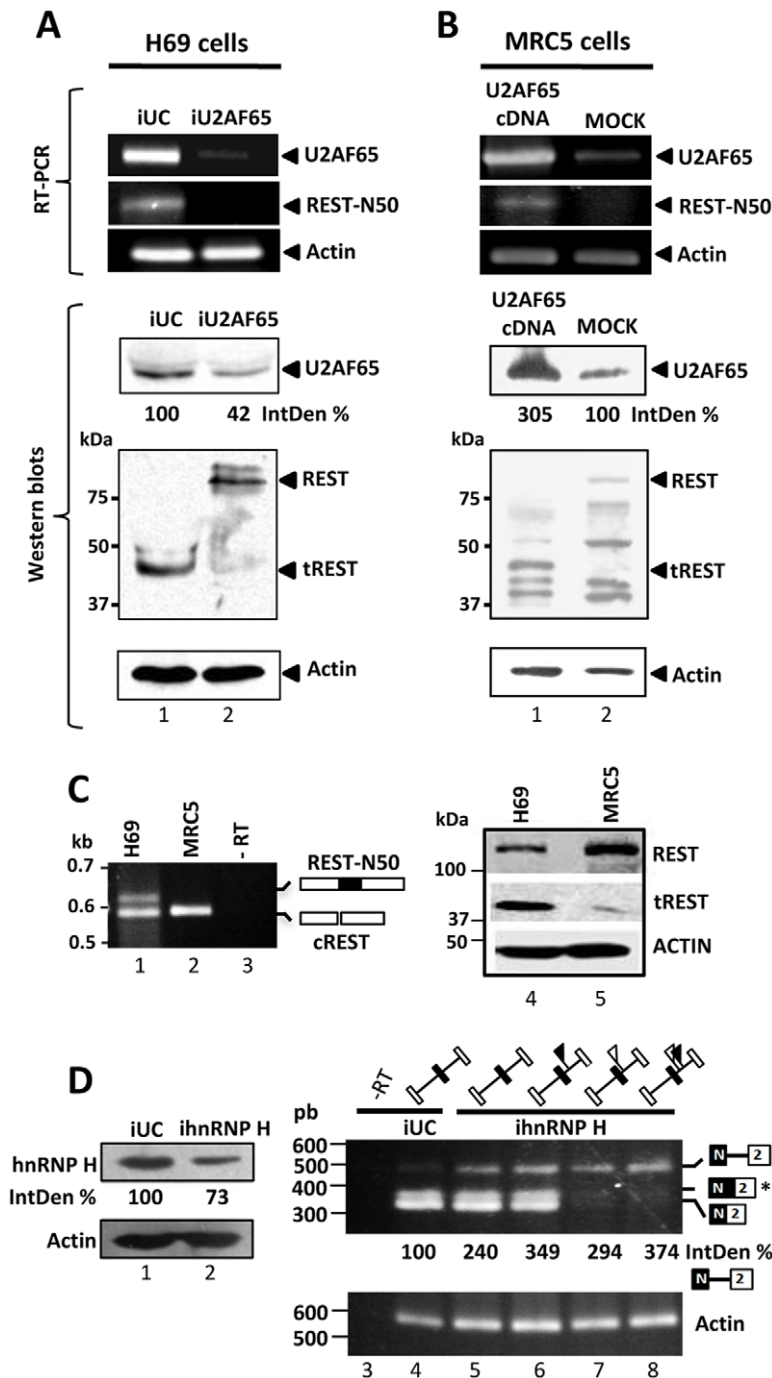 A
H69 cells
iUC iU2AF65
RT-PCR
U2AF65
REST-N50
Actin
iUC iU2AF65
Western blots
U2AF65
100 42 IntDen %
kDa
REST
75
50
tREST
37
Actin
1 2
B
MRC5 cells
U2AF65
cDNA MOCK
U2AF65
REST-N50
Actin
U2AF65
cDNA MOCK
U2AF65
305 100 IntDen %
kDa
REST
75
50
tREST
37
Actin
1 2
C
kb H69 MRC5 - RT
0.7
REST-N50
0.6
cREST
0.5
1 2 3
kDa H69 MRC5
REST
100
tREST
37
50
ACTIN
4 5
D
iUC ihnRNP H
hnRNP H
IntDen % 100 73
Actin
1 2
-RT
pb iUC ihnRNP H
600
500 N 2
400 N 2 *
300 N 2
100 240 349 294 374 IntDen %
N 2
600
Actin
500
3 4 5 6 7 8